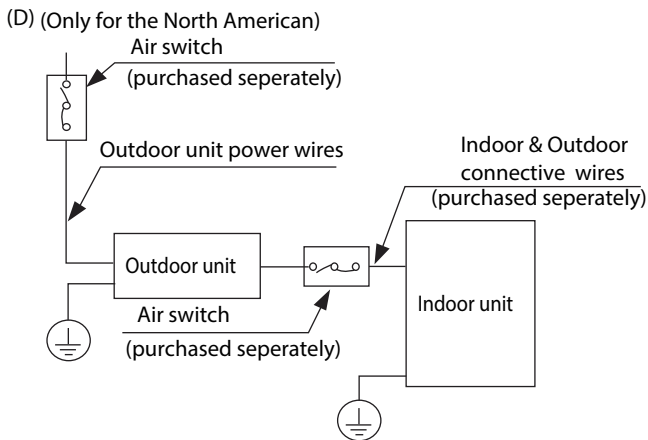 (D) (Only for the North American)
Air switch
(purchased seperately)
Outdoor unit power wires
Indoor & Outdoor
connective wires
(purchased seperately)
Outdoor unit
Indoor unit
Air switch
(purchased seperately)